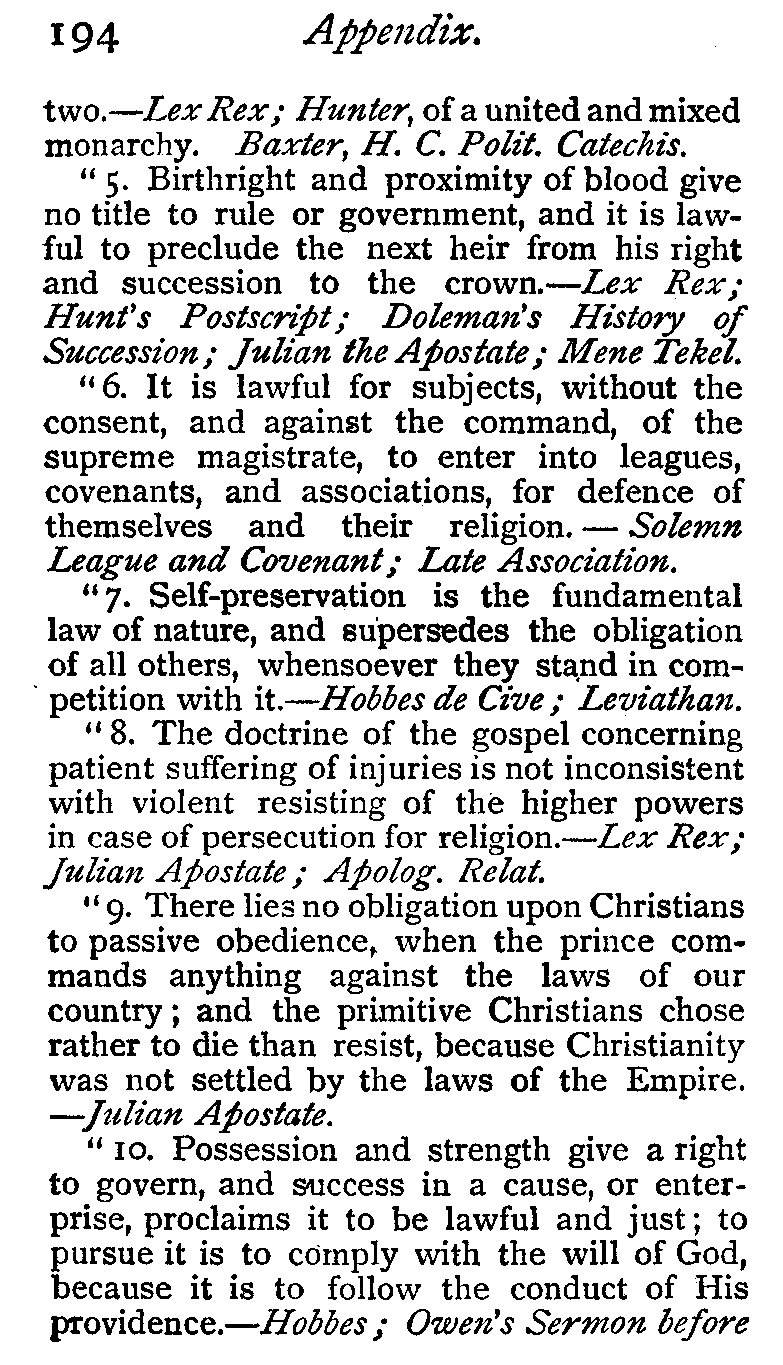 194 Appendix.
two.—Lex Rex; Hunter, of a united and mixed
monarchy. Baxter, H. C. Polit. Catechis.
“ 5. Birthright and proximity of blood give
no title to rule or government, and it is law-
ful to preclude the next heir from his right
and succession to the crown.—Lex Rex;
Hunt's Postscript; Doleman's History of
Succession; Julian the Apostate; Mene Tekel.
“ 6. It is lawful for subjects, without the
consent, and against the command, of the
supreme magistrate, to enter into leagues,
covenants, and associations, for defence of
themselves and their religion. — Solemn
League and Covenant; Late Association.
“ 7. Self-preservation is the fundamental
law of nature, and supersedes the obligation
of all others, whensoever they stand in com-
petition with it.—Hobbes de Cive; Leviathan.
“ 8. The doctrine of the gospel concerning
patient suffering of injuries is not inconsistent
with violent resisting of the higher powers
in case of persecution for religion.—Lex Rex;
Julian Apostate; Apolog. Relat.
“ 9. There lies no obligation upon Christians
to passive obedience, when the prince com-
mands anything against the laws of our
country; and the primitive Christians chose
rather to die than resist, because Christianity
was not settled by the laws of the Empire.
—Julian Apostate.
“ 10. Possession and strength give a right
to govern, and success in a cause, or enter-
prise, proclaims it to be lawful and just; to
pursue it is to comply with the will of God,
because it is to follow the conduct of His
providence.—Hobbes; Owen's Sermon before